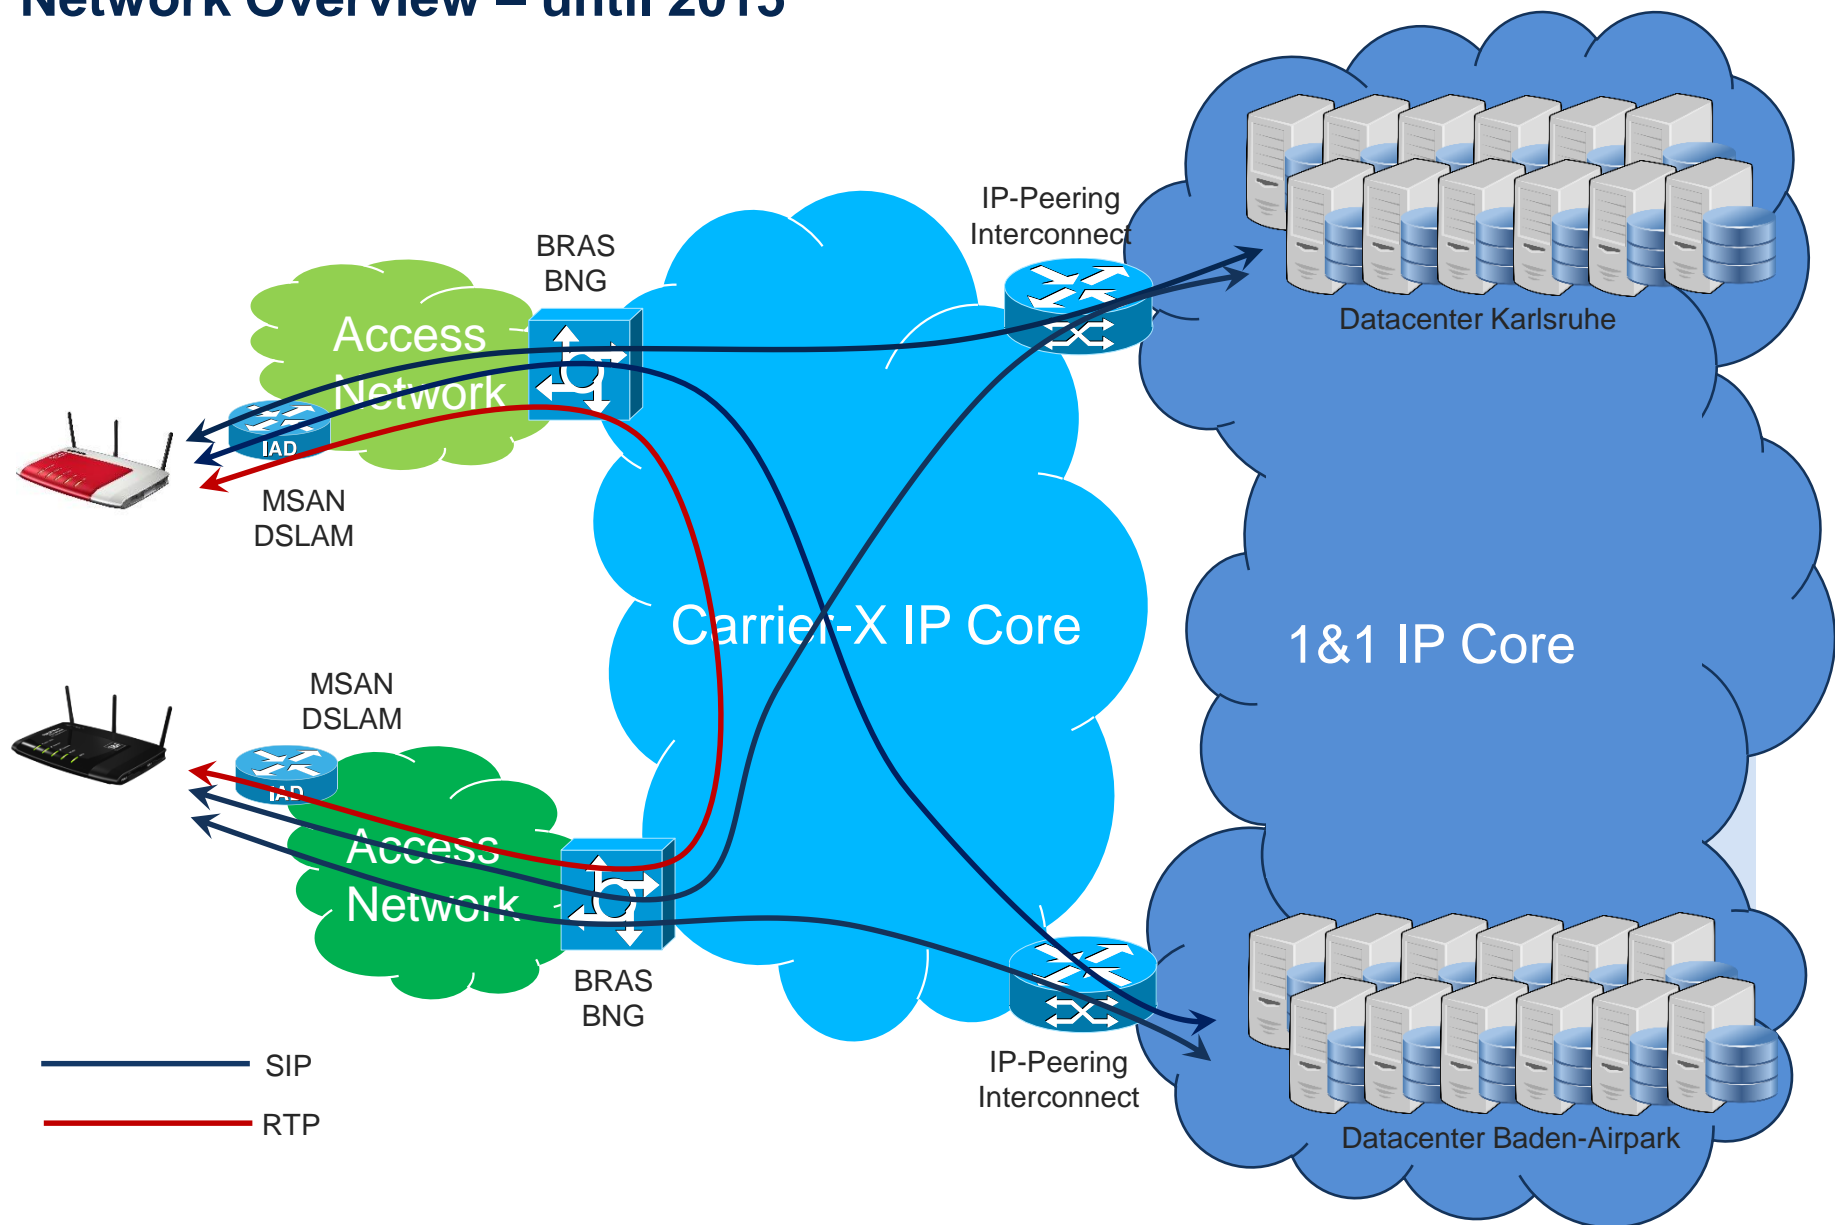 Network Overview – until 2015
IP-Peering
Interconnect
BRAS
BNG
Datacenter Karlsruhe
Access
Network
IAD
MSAN
DSLAM
Carrier-X IP Core
1&1 IP Core
MSAN
DSLAM
IAD
Access
Network
BRAS
BNG
IP-Peering
Interconnect
SIP
RTP
Datacenter Baden-Airpark